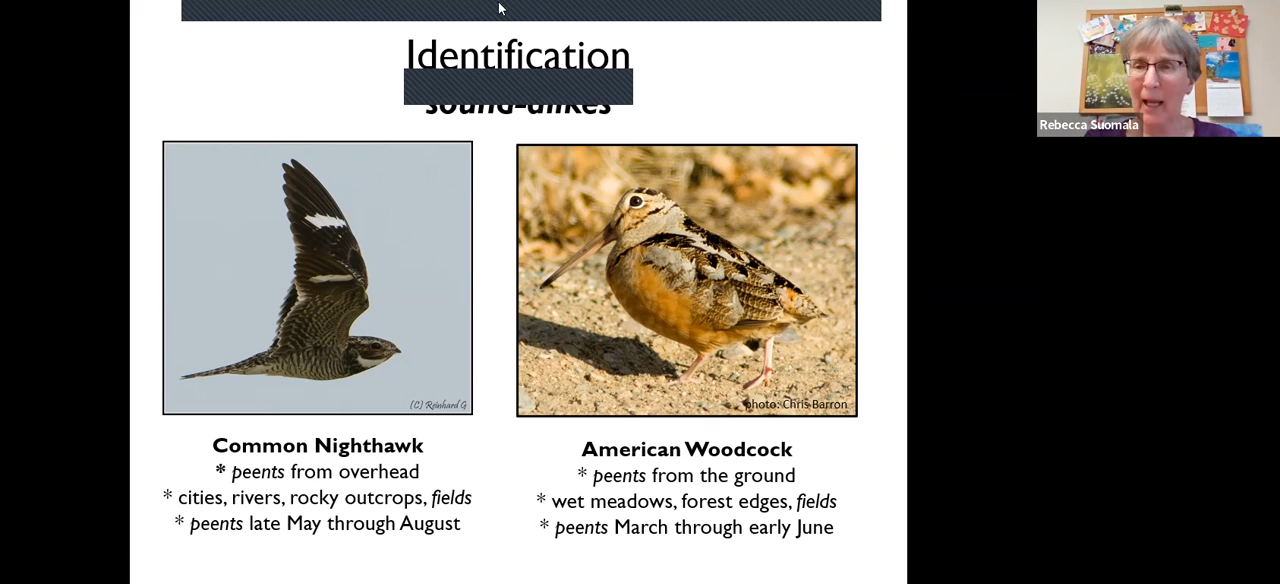 Identification
sound-alikes
Rebecca Suomala
(C) Reinhard G
photo: Chris Barron
Common Nighthawk
* peents from overhead
* cities, rivers, rocky outcrops, fields
* peents late May through August
American Woodcock
* peents from the ground
* wet meadows, forest edges, fields
* peents March through early June